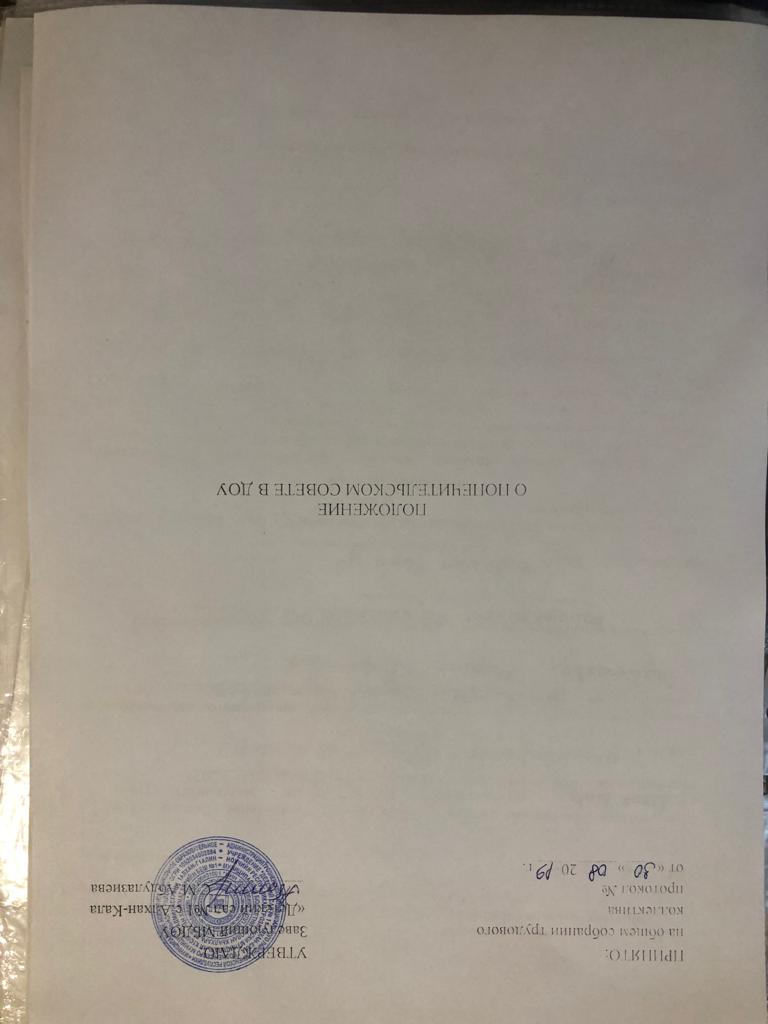 ПРИНЯТО:
на общем собрании трудового
коллектива
протокол №
от «30 » 08 20 19 г.
УТВЕРЖДАЮ:
Заведующий МБДОУ
«Детский сад №1 с.Алхан-Кала
С.М.Абдулазиева
ПОЛОЖЕНИЕ
О ПОПЕЧИТЕЛЬСКОМ СОВЕТЕ В ДОУ